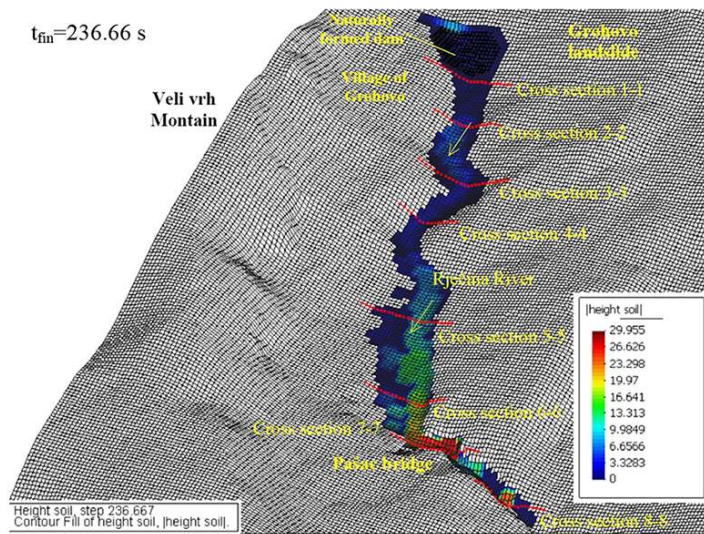 t_fin=236.66 s
Naturally
formed dam
Grohovo
landslide
Village of
Grohovo
Veli vrh
Montain
Cross section 1-1
Cross section 2-2
Cross section 3-3
Cross section 4-4
Rječina River
Cross section 5-5
Cross section 6-6
Cross section 7-7
Pašac bridge
Cross section 8-8
|height soil|
29.955
26.626
23.298
19.97
16.641
13.313
9.9849
6.6566
3.3283
0
Height soil, step 236.667
Contour Fill of height soil, |height soil|.